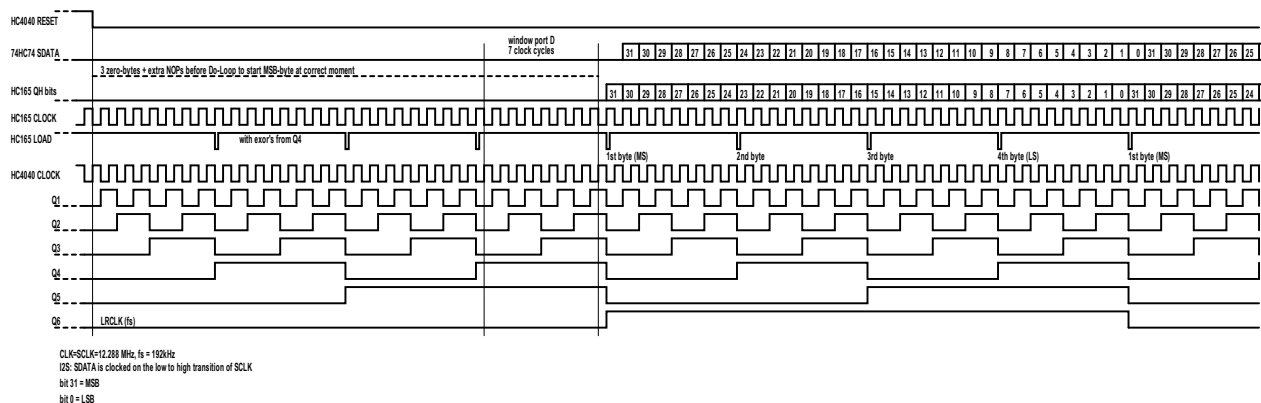 HC4040 RESET
window port D
7 clock cycles
74HC74 SDATA
31 30 29 28 27 26 25 24 23 22 21 20 19 18 17 16 15 14 13 12 11 10 9 8 7 6 5 4 3 2 1 0 31 30 29 28 27 26 25
3 zero-bytes + extra NOPs before Do-Loop to start MSB-byte at correct moment
HC165 QH bits
31 30 29 28 27 26 25 24 23 22 21 20 19 18 17 16 15 14 13 12 11 10 9 8 7 6 5 4 3 2 1 0 31 30 29 28 27 26 25 24
HC165 CLOCK
HC165 LOAD
with exor's from Q4
1st byte (MS) 2nd byte 3rd byte 4th byte (LS) 1st byte (MS)
HC4040 CLOCK
Q1
Q2
Q3
Q4
Q5
Q6
LRCLK (fs)
CLK=SCLK=12.288 MHz, fs = 192kHz
I2S: SDATA is clocked on the low to high transition of SCLK
bit 31 = MSB
bit 0 = LSB